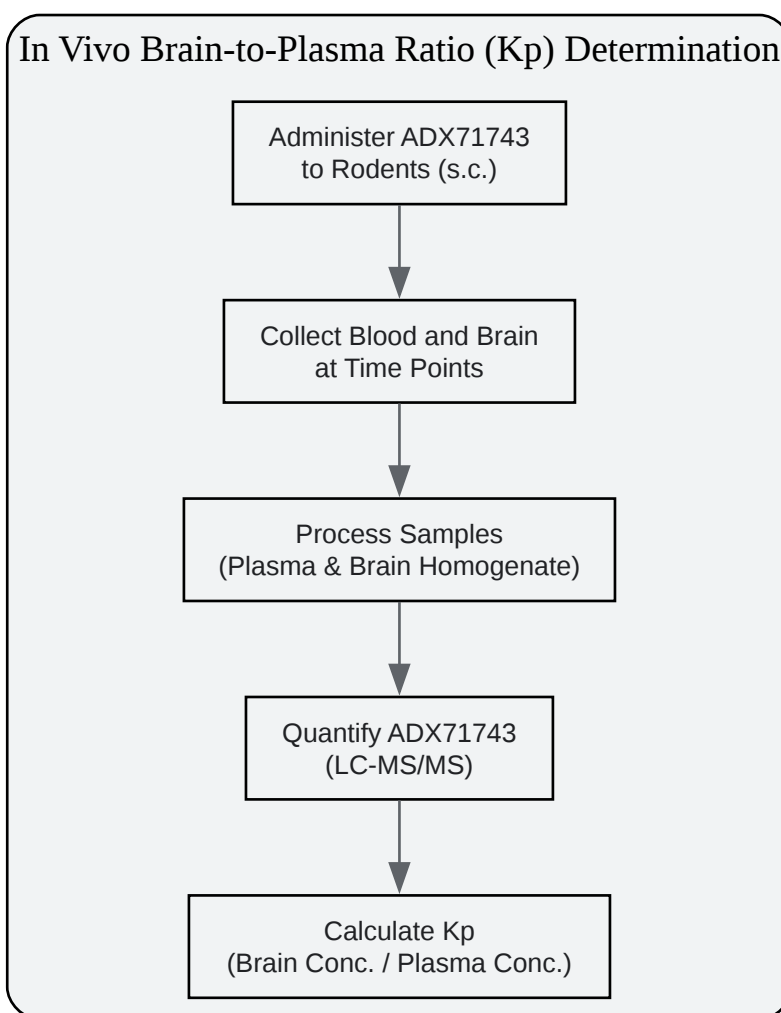 In Vivo Brain-to-Plasma Ratio (Kp) Determination
Administer ADX71743
to Rodents (s.c.)
Collect Blood and Brain
at Time Points
Process Samples
(Plasma & Brain Homogenate)
Quantify ADX71743
(LC-MS/MS)
Calculate Kp
(Brain Conc. / Plasma Conc.)